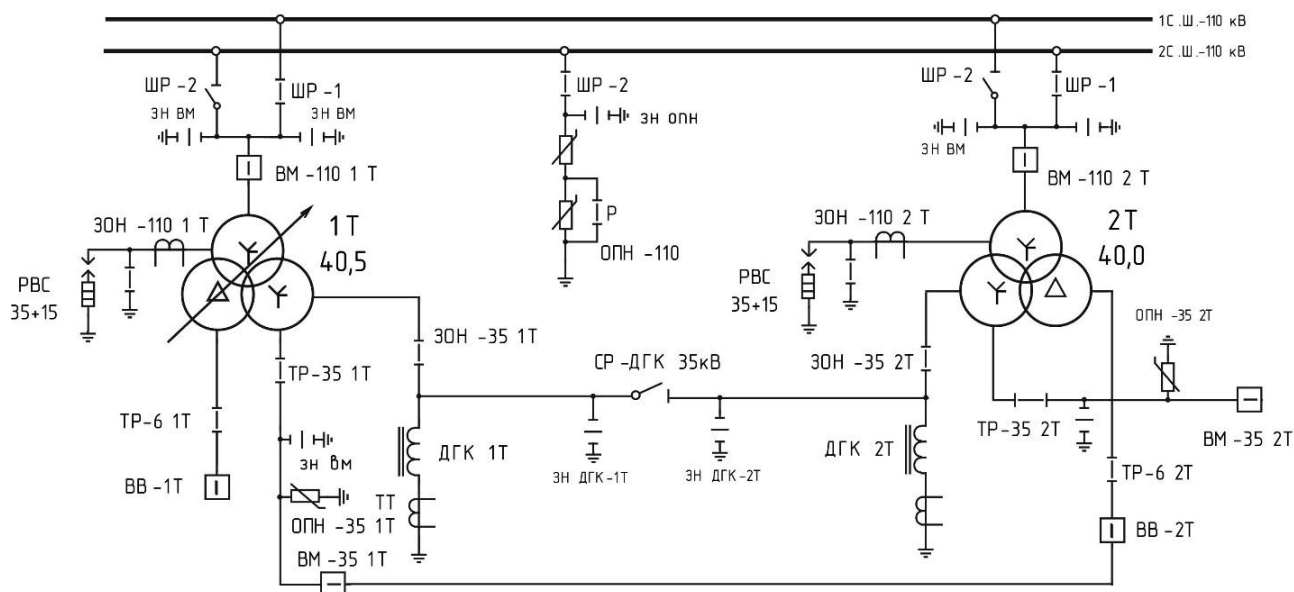 1С.Ш.-110 кВ
2С.Ш.-110 кВ
ШР-2
ШР-1
ЗН ВМ
ЗН ВМ
ВМ-110 1 Т
ЗОН-110 1 Т
1Т
40,5
РВС
35+15
ШР-2
ЗН ОПН
Р
ОПН-110
ШР-2
ШР-1
ЗН ВМ
ВМ-110 2 Т
ЗОН-110 2 Т
2Т
40,0
РВС
35+15
ОПН-35 2Т
ЗОН-35 1Т
СР-ДГК 35кВ
ЗОН-35 2Т
ТР-35 1Т
ТР-6 1Т
ДГК 1Т
ЗН ДГК-1Т
ЗН ДГК-2Т
ДГК 2Т
ТР-35 2Т
ВМ-35 2Т
ТР-6 2Т
зн вм
ВВ-1Т
ТТ
ОПН-35 1Т
ВВ-2Т
ВМ-35 1Т